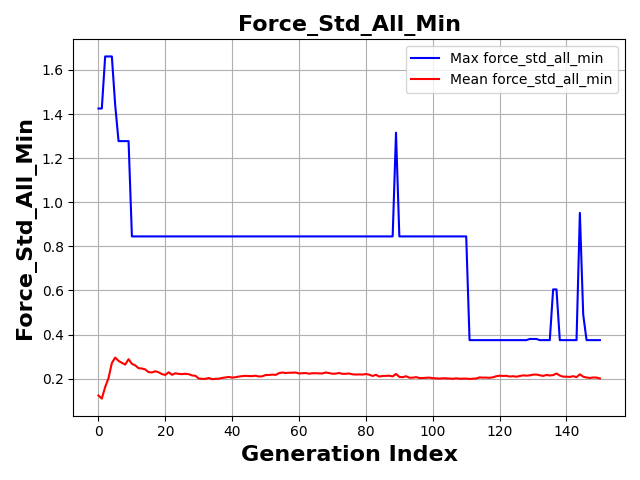 Force_Std_All_Min
Max force_std_all_min
Mean force_std_all_min
Force_Std_All_Min
1.6
1.4
1.2
1.0
0.8
0.6
0.4
0.2
0 20 40 60 80 100 120 140
Generation Index